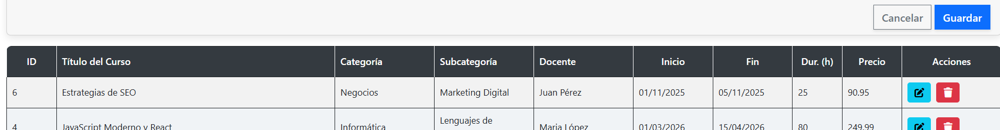 Cancelar Guardar
ID Título del Curso Categoría Subcategoría Docente Inicio Fin Dur. (h) Precio Acciones
6 Estrategias de SEO Negocios Marketing Digital Juan Pérez 01/11/2025 05/11/2025 25 90.95
Lenguajes de
4 JavaScript Moderno y React Informática Maria López 01/03/2026 15/04/2026 80 249.99